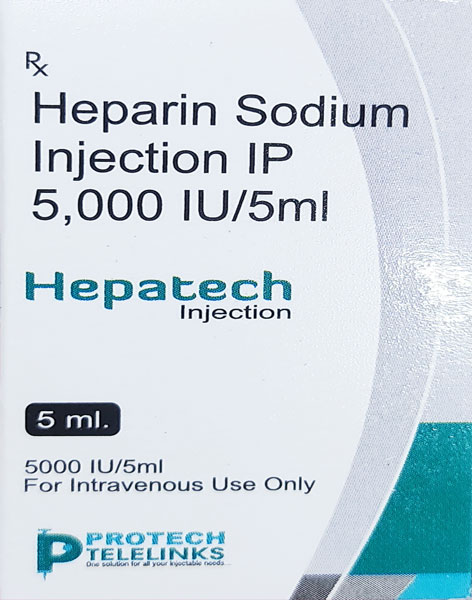 Rx
Heparin Sodium
Injection IP
5,000 IU/5ml
Hepatech
Injection
5 ml.
5000 IU/5ml
For Intravenous Use Only
PROTECH
TELELINKS
One solution for all your injectable needs...